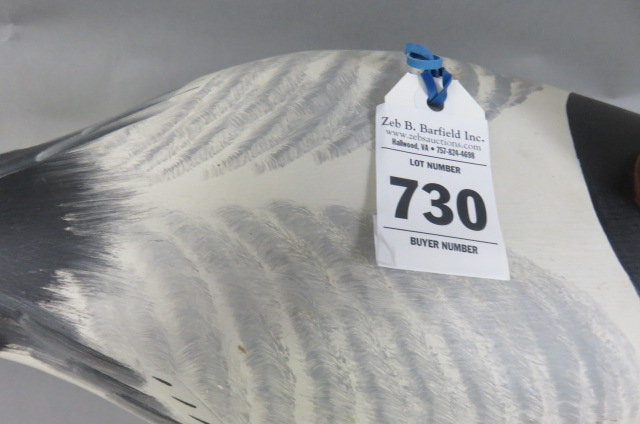 Zeb B. Barfield Inc.
www.zebsauctions.com
Hallwood, VA • 757-824-4698
LOT NUMBER
730
BUYER NUMBER